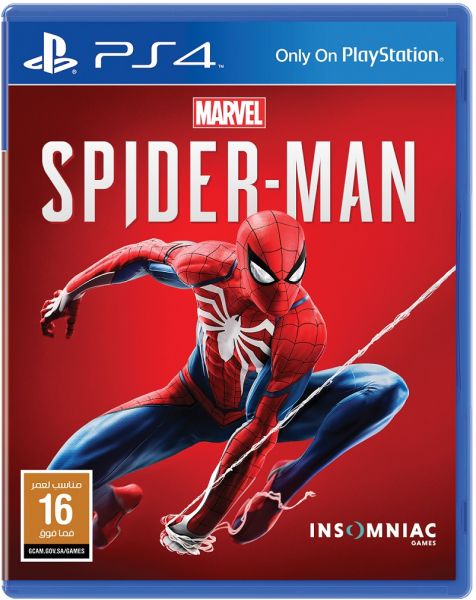 PS4
Only On PlayStation®
MARVEL
SPIDER-MAN
مناسب لعمر
16
فما فوق
GCAM.GOV.SA/GAMES
INSOMNIAC
GAMES